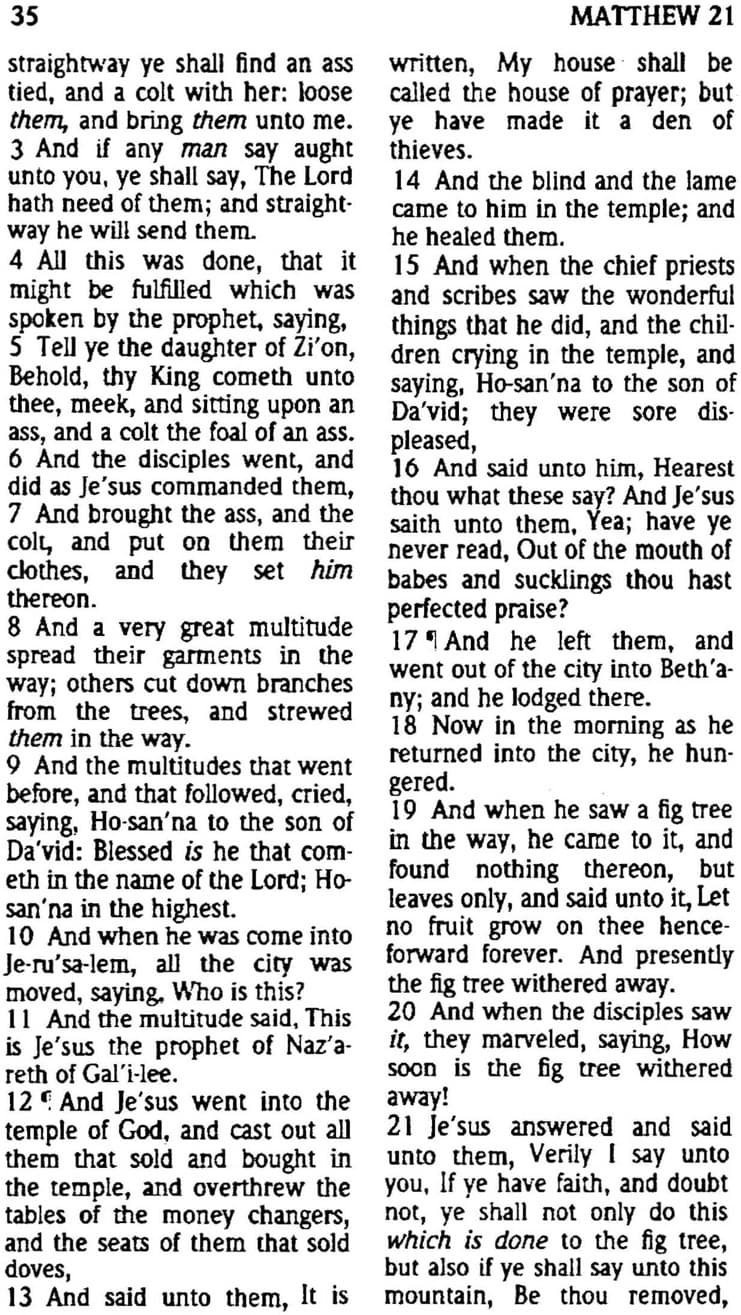 35
MATTHEW 21
straightway ye shall find an ass
tied, and a colt with her: loose
them, and bring them unto me.
3 And if any man say aught
unto you, ye shall say, The Lord
hath need of them; and straight-
way he will send them.
4 All this was done, that it
might be fulfilled which was
spoken by the prophet, saying,
5 Tell ye the daughter of Zi'on,
Behold, thy King cometh unto
thee, meek, and sitting upon an
ass, and a colt the foal of an ass.
6 And the disciples went, and
did as Je'sus commanded them,
7 And brought the ass, and the
colt, and put on them their
clothes, and they set him
thereon.
8 And a very great multitude
spread their garments in the
way; others cut down branches
from the trees, and strewed
them in the way.
9 And the multitudes that went
before, and that followed, cried,
saying, Ho-san'na to the son of
Da'vid: Blessed is he that com-
eth in the name of the Lord; Ho-
san'na in the highest.
10 And when he was come into
Je-ru'sa-lem, all the city was
moved, saying, Who is this?
11 And the multitude said, This
is Je'sus the prophet of Naz'a-
reth of Gal'i-lee.
12 ¶ And Je'sus went into the
temple of God, and cast out all
them that sold and bought in
the temple, and overthrew the
tables of the money changers,
and the seats of them that sold
doves,
13 And said unto them, It is
written, My house shall be
called the house of prayer; but
ye have made it a den of
thieves.
14 And the blind and the lame
came to him in the temple; and
he healed them.
15 And when the chief priests
and scribes saw the wonderful
things that he did, and the chil-
dren crying in the temple, and
saying, Ho-san'na to the son of
Da'vid; they were sore dis-
pleased,
16 And said unto him, Hearest
thou what these say? And Je'sus
saith unto them, Yea; have ye
never read, Out of the mouth of
babes and sucklings thou hast
perfected praise?
17 ¶ And he left them, and
went out of the city into Beth'a-
ny; and he lodged there.
18 Now in the morning as he
returned into the city, he hun-
gered.
19 And when he saw a fig tree
in the way, he came to it, and
found nothing thereon, but
leaves only, and said unto it, Let
no fruit grow on thee hence-
forward forever. And presently
the fig tree withered away.
20 And when the disciples saw
it, they marveled, saying, How
soon is the fig tree withered
away!
21 Je'sus answered and said
unto them, Verily I say unto
you, If ye have faith, and doubt
not, ye shall not only do this
which is done to the fig tree,
but also if ye shall say unto this
mountain, Be thou removed,